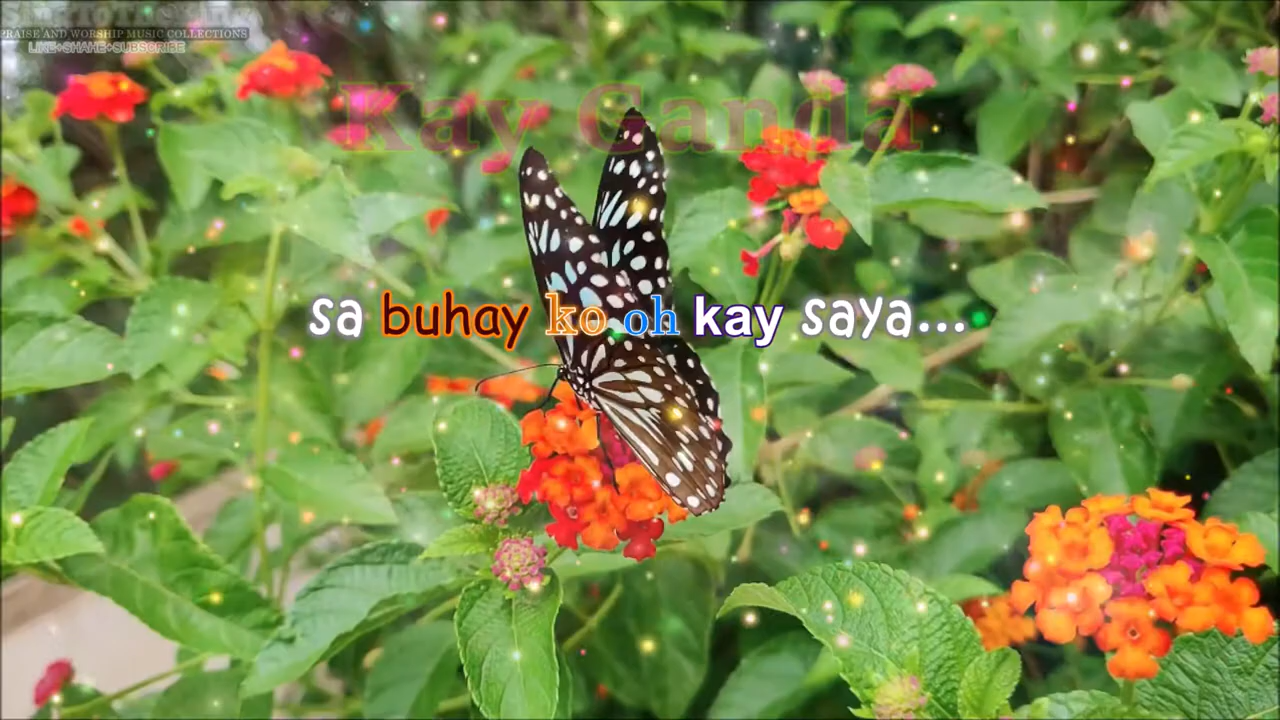 PRAISE AND WORSHIP MUSIC COLLECTIONS
LIKE+SHARE+SUBSCRIBE
Kay Ganda
sa buhay ko oh kay saya...